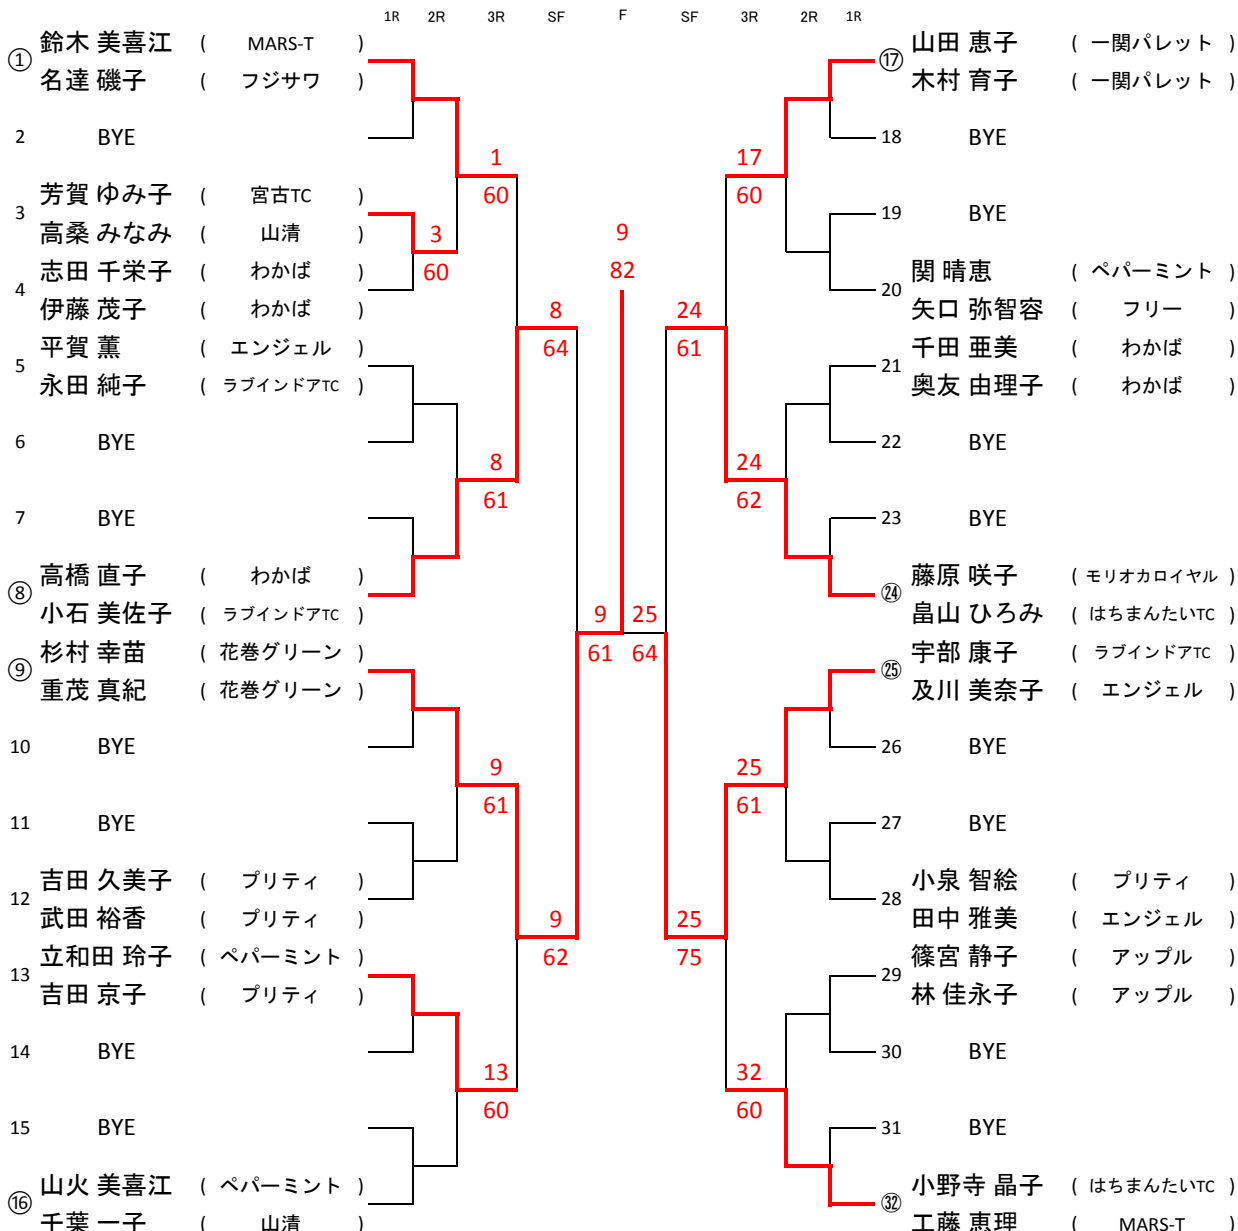 1R 2R 3R SF F SF 3R 2R 1R
① 鈴木 美喜江 ( MARS-T )
名達 磯子 ( フジサワ )
2 BYE
3 芳賀 ゆみ子 ( 宮古TC )
高桑 みなみ ( 山清 )
4 志田 千栄子 ( わかば )
伊藤 茂子 ( わかば )
5 平賀 薫 ( エンジェル )
永田 純子 ( ラブインドアTC )
6 BYE
7 BYE
⑧ 高橋 直子 ( わかば )
小石 美佐子 ( ラブインドアTC )
⑨ 杉村 幸苗 ( 花巻グリーン )
重茂 真紀 ( 花巻グリーン )
10 BYE
11 BYE
12 吉田 久美子 ( プリティ )
武田 裕香 ( プリティ )
13 立和田 玲子 ( ペパーミント )
吉田 京子 ( プリティ )
14 BYE
15 BYE
⑯ 山火 美喜江 ( ペパーミント )
千葉 一子 ( 山清 )
3
60
1
60
8
61
9
61
13
60
8
64
9
62
9
61
9
82
25
64
24
61
25
75
17
60
24
62
25
61
32
60
⑰ 山田 恵子 ( 一関パレット )
木村 育子 ( 一関パレット )
18 BYE
19 BYE
20 関 晴恵 ( ペパーミント )
矢口 弥智容 ( フリー )
21 千田 亜美 ( わかば )
奥友 由理子 ( わかば )
22 BYE
23 BYE
㉔ 藤原 咲子 ( モリオカロイヤル )
畠山 ひろみ ( はちまんたいTC )
㉕ 宇部 康子 ( ラブインドアTC )
及川 美奈子 ( エンジェル )
26 BYE
27 BYE
28 小泉 智絵 ( プリティ )
田中 雅美 ( エンジェル )
29 篠宮 静子 ( アップル )
林 佳永子 ( アップル )
30 BYE
31 BYE
㉜ 小野寺 晶子 ( はちまんたいTC )
工藤 恵理 ( MARS-T )